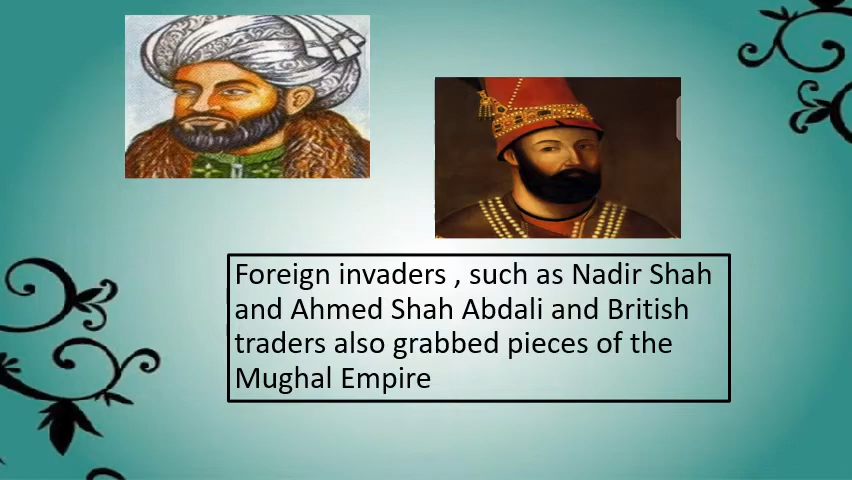 Foreign invaders , such as Nadir Shah
and Ahmed Shah Abdali and British
traders also grabbed pieces of the
Mughal Empire